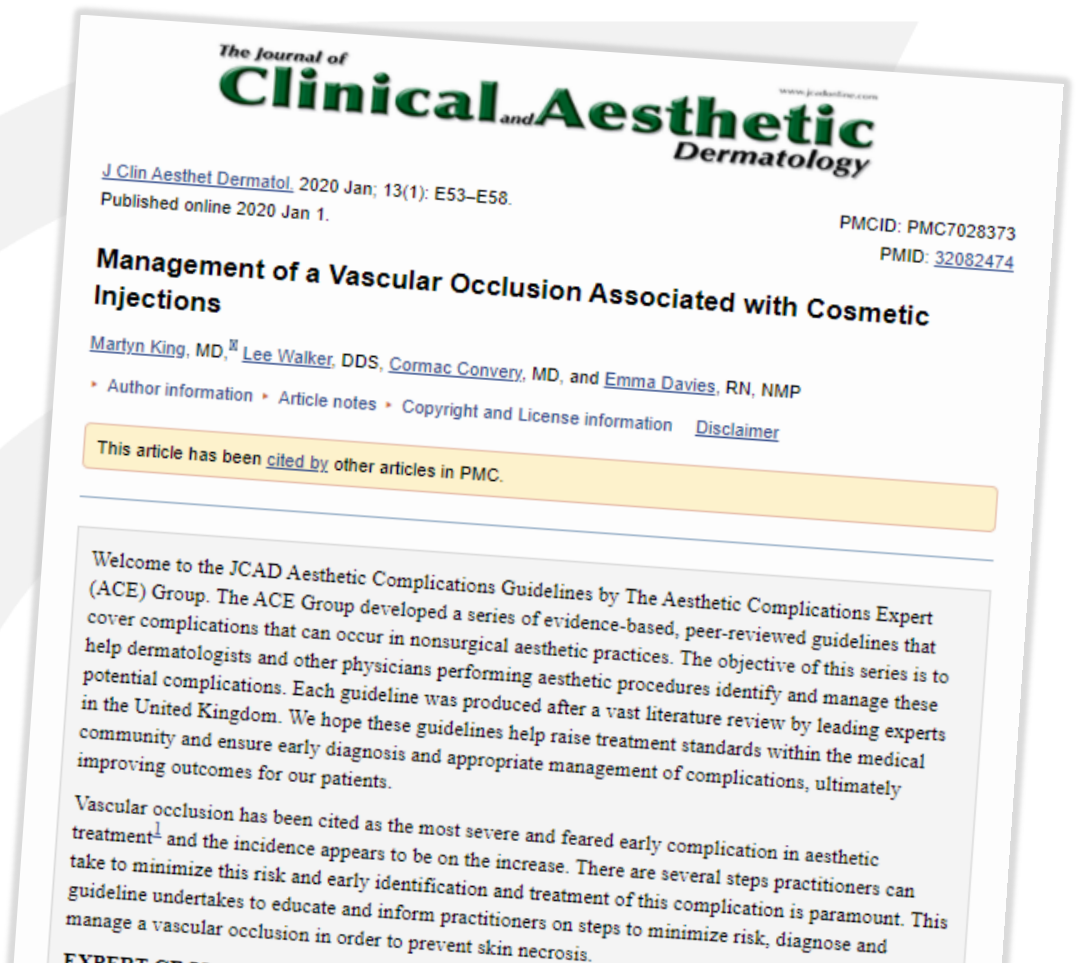 The Journal of
Clinical and Aesthetic
www.jcadonline.com
Dermatology
J Clin Aesthet Dermatol. 2020 Jan; 13(1): E53–E58.
Published online 2020 Jan 1.
PMCID: PMC7028373
PMID: 32082474
Management of a Vascular Occlusion Associated with Cosmetic
Injections
Martyn King, MD, Lee Walker, DDS, Cormac Convery, MD, and Emma Davies, RN, NMP
Author information Article notes Copyright and License information Disclaimer
This article has been cited by other articles in PMC.
Welcome to the JCAD Aesthetic Complications Guidelines by The Aesthetic Complications Expert
(ACE) Group. The ACE Group developed a series of evidence-based, peer-reviewed guidelines that
cover complications that can occur in nonsurgical aesthetic practices. The objective of this series is to
help dermatologists and other physicians performing aesthetic procedures identify and manage these
potential complications. Each guideline was produced after a vast literature review by leading experts
in the United Kingdom. We hope these guidelines help raise treatment standards within the medical
community and ensure early diagnosis and appropriate management of complications, ultimately
improving outcomes for our patients.
Vascular occlusion has been cited as the most severe and feared early complication in aesthetic
treatment1 and the incidence appears to be on the increase. There are several steps practitioners can
take to minimize this risk and early identification and treatment of this complication is paramount. This
guideline undertakes to educate and inform practitioners on steps to minimize risk, diagnose and
manage a vascular occlusion in order to prevent skin necrosis.